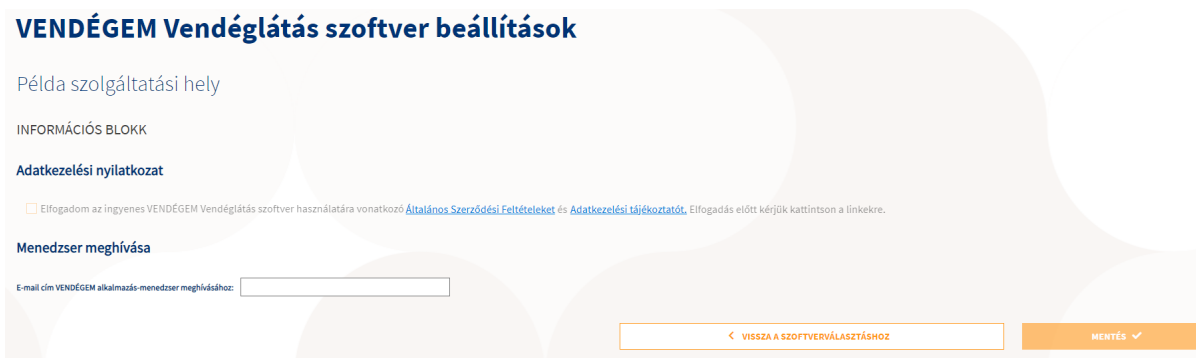 VENDÉGEM Vendéglátás szoftver beállítások
Példa szolgáltatási hely
INFORMÁCIÓS BLOKK
Adatkezelési nyilatkozat
Elfogadom az ingyenes VENDÉGEM Vendéglátás szoftver használatára vonatkozó Általános Szerződési Feltételeket és Adatkezelési tájékoztatót. Elfogadás előtt kérjük kattintson a linkekre.
Menedzser meghívása
E-mail cím VENDÉGEM alkalmazás-menedzser meghívásához:
VISSZA A SZOFTVERVÁLASZTÁSHOZ
MENTÉS